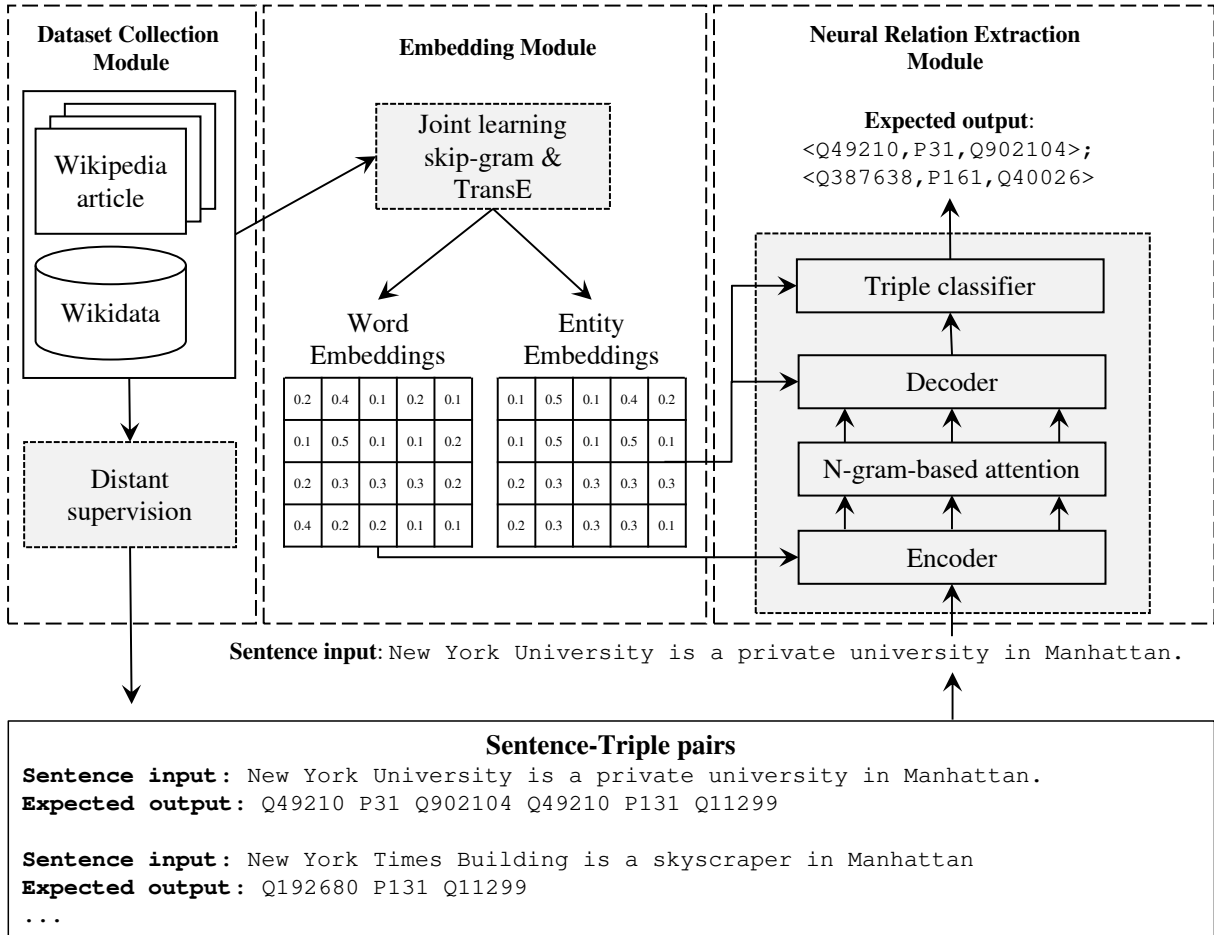 Dataset Collection
Module
Wikipedia
article
Wikidata
Distant
supervision
Embedding Module
Joint learning
skip-gram &
TransE
Word
Embeddings
0.2 0.4 0.1 0.2 0.1
0.1 0.5 0.1 0.1 0.2
0.2 0.3 0.3 0.3 0.2
0.4 0.2 0.2 0.1 0.1
Entity
Embeddings
0.1 0.5 0.1 0.4 0.2
0.1 0.5 0.1 0.5 0.1
0.2 0.3 0.3 0.3 0.3
0.2 0.3 0.3 0.3 0.1
Neural Relation Extraction
Module
Expected output:
<Q49210,P31,Q902104>;
<Q387638,P161,Q40026>
Triple classifier
Decoder
N-gram-based attention
Encoder
Sentence input: New York University is a private university in Manhattan.
Sentence-Triple pairs
Sentence input: New York University is a private university in Manhattan.
Expected output: Q49210 P31 Q902104 Q49210 P131 Q11299
Sentence input: New York Times Building is a skyscraper in Manhattan
Expected output: Q192680 P131 Q11299
...